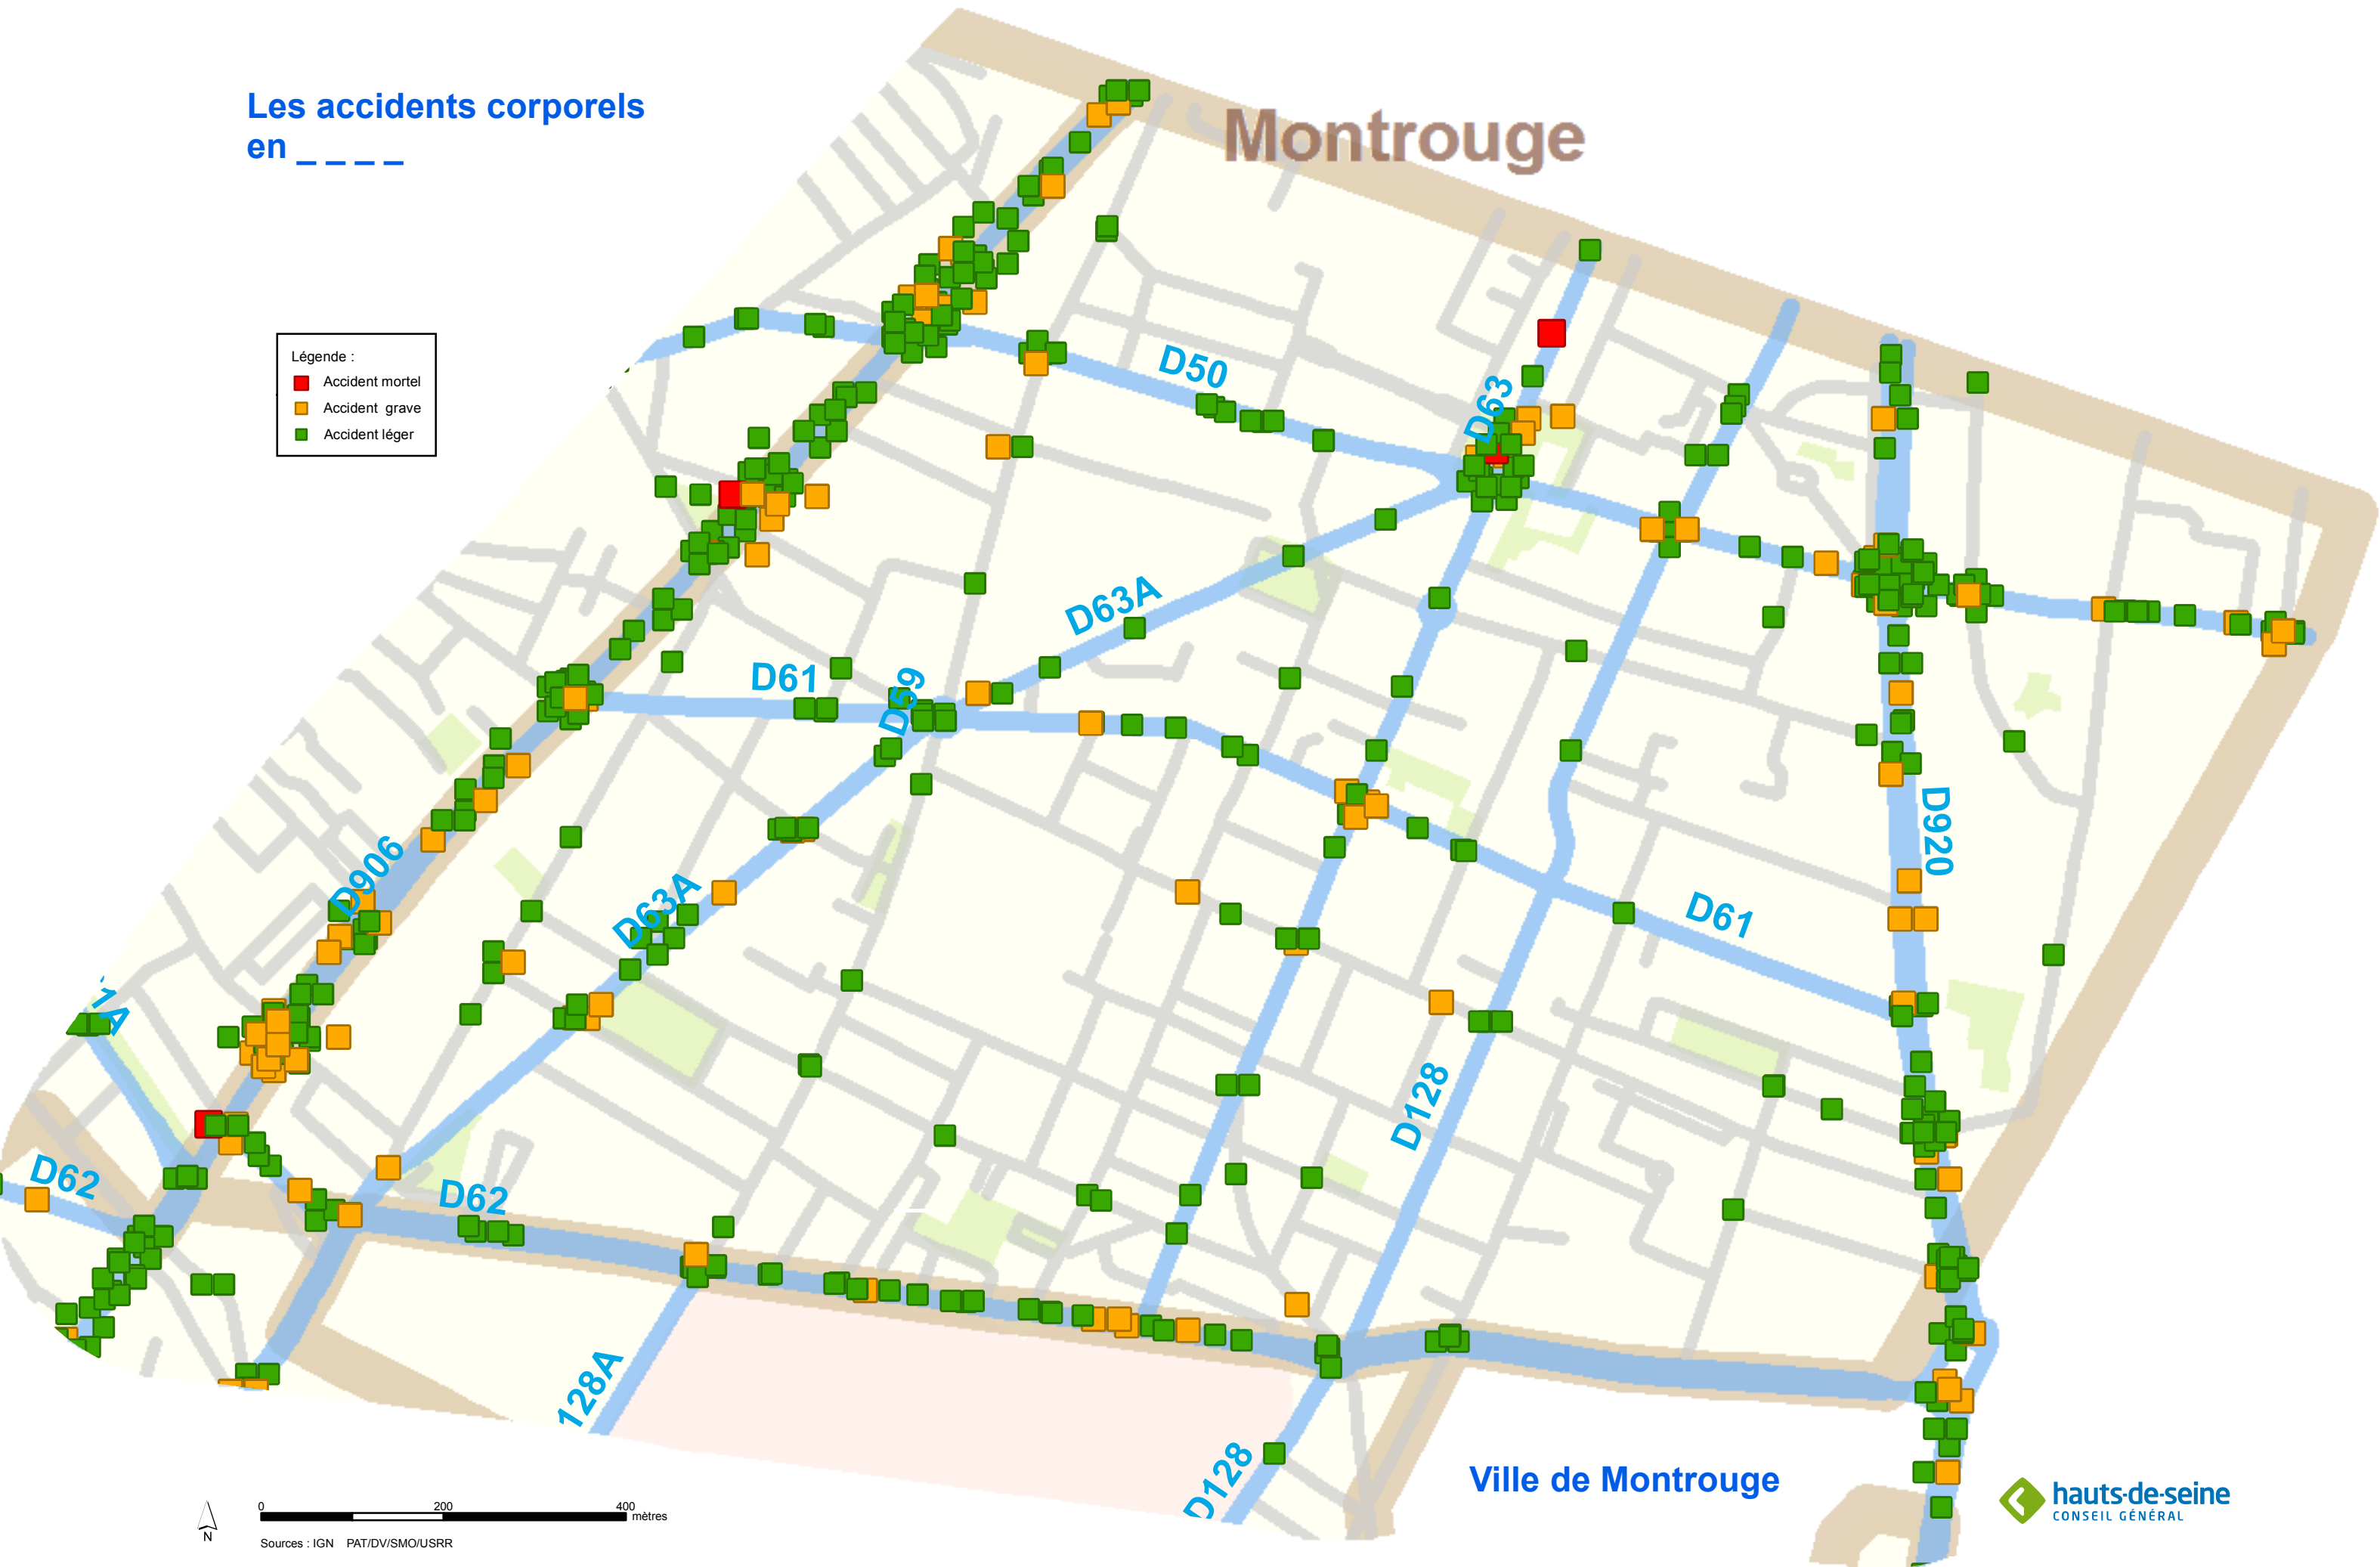 Les accidents corporels
en _ _ _ _
Montrouge
Légende :
Accident mortel
Accident grave
Accident léger
D50
D63
D63A
D61
D59
D920
D906
D63A
D61
1A
D128
D62
D62
128A
D128
Ville de Montrouge
hauts-de-seine
CONSEIL GÉNÉRAL
0 200 400
mètres
N
Sources : IGN PAT/DV/SMO/USRR